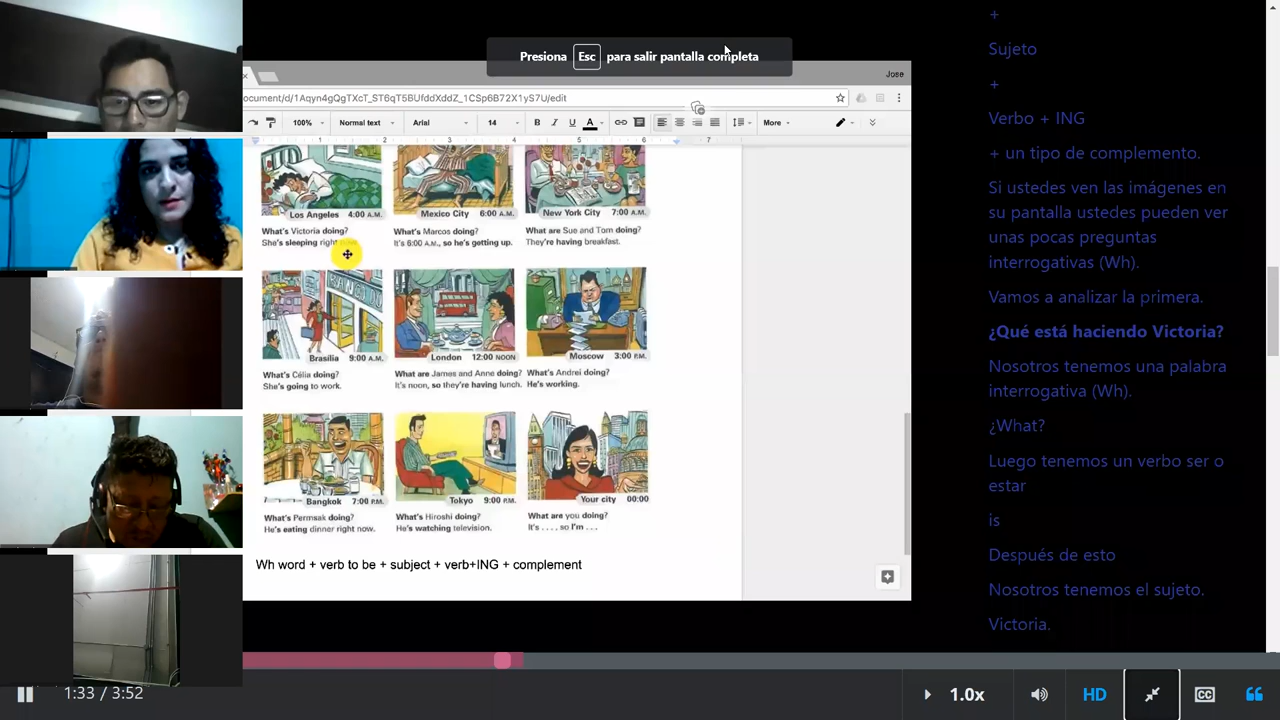 Presiona Esc para salir pantalla completa
Jose
ocument/d/1Aqyn4gQgTXcT_ST6qT5BUfddXddZ_1CSp6B72X1yS7U/edit
100% Normal text Arial 14 B I U A More
1 2 3 4 5 6 7
Los Angeles 4:00 A.M.
What's Victoria doing?
She's sleeping right
Mexico City 6:00 A.M.
What's Marcos doing?
It's 6:00 A.M., so he's getting up.
New York City 7:00 A.M.
What are Sue and Tom doing?
They're having breakfast.
Brasília 9:00 A.M.
What's Célia doing?
She's going to work.
London 12:00 NOON
What are James and Anne doing?
It's noon, so they're having lunch.
Moscow 3:00 P.M.
What's Andrei doing?
He's working.
Bangkok 7:00 P.M.
What's Permsak doing?
He's eating dinner right now.
Tokyo 9:00 P.M.
What's Hiroshi doing?
He's watching television.
Your city 00:00
What are you doing?
It's . . . , so I'm . . .
Wh word + verb to be + subject + verb+ING + complement
+
Sujeto
+
Verbo + ING
+ un tipo de complemento.
Si ustedes ven las imágenes en
su pantalla ustedes pueden ver
unas pocas preguntas
interrogativas (Wh).
Vamos a analizar la primera.
¿Qué está haciendo Victoria?
Nosotros tenemos una palabra
interrogativa (Wh).
¿What?
Luego tenemos un verbo ser o
estar
is
Después de esto
Nosotros tenemos el sujeto.
Victoria.
1:33 / 3:52
1.0x HD CC